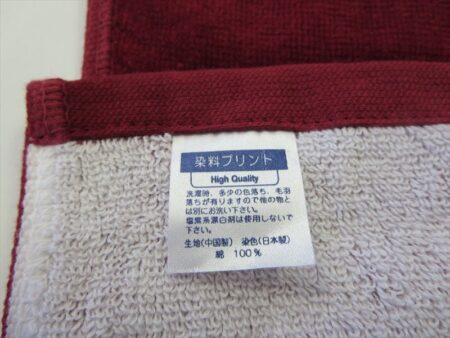 染料プリント
High Quality
洗濯時、多少の色落ち、毛羽
落ちが有りますので他の物と
は別にお洗い下さい。
塩素系漂白剤は使用しないで
下さい。
生地(中国製) 染色(日本製)
綿 100%